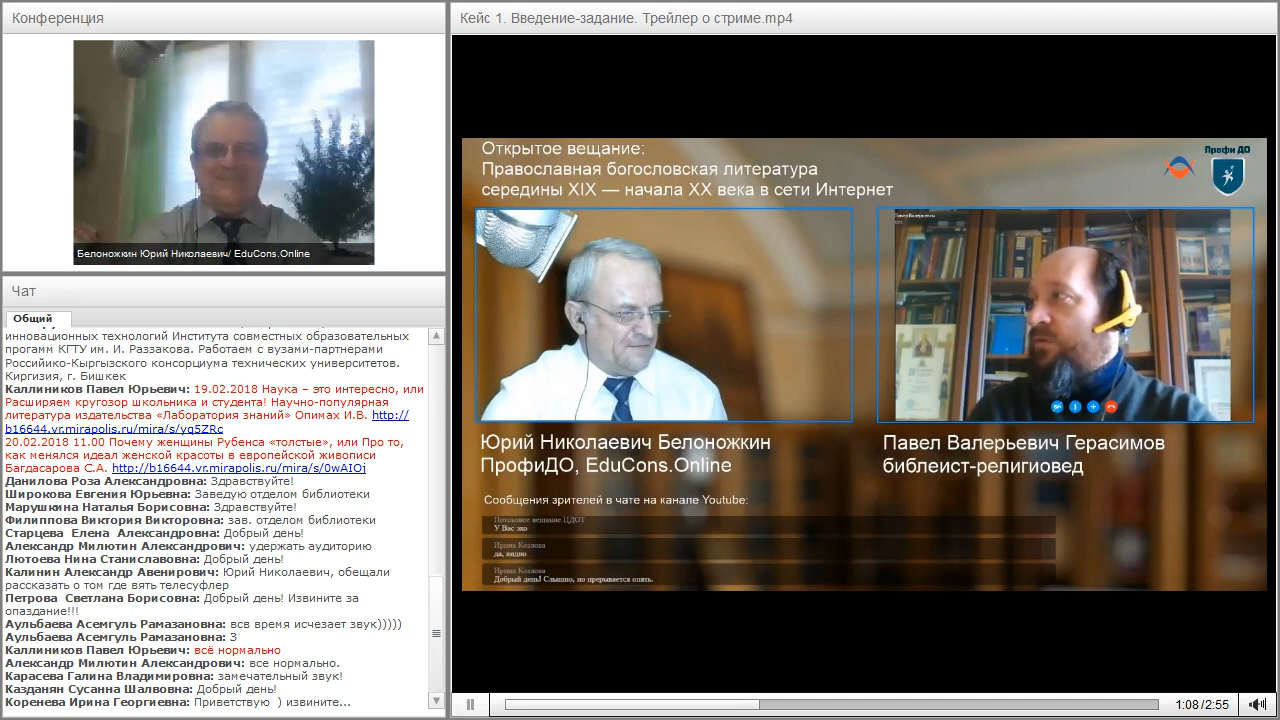 Конференция
Белоножкин Юрий Николаевич/ EduCons.Online
Чат
Общий
инновационных технологий Института совместных образовательных
прогамм КГТУ им. И. Раззакова. Работаем с вузами-партнерами
Российико-Кыргызского консорциума технических университетов.
Киргизия, г. Бишкек
Каллиников Павел Юрьевич: 19.02.2018 Наука – это интересно, или
Расширяем кругозор школьника и студента! Научно-популярная
литература издательства «Лаборатория знаний» Опимах И.В. http://
b16644.vr.mirapolis.ru/mira/s/yq5ZRc
20.02.2018 11.00 Почему женщины Рубенса «толстые», или Про то,
как менялся идеал женской красоты в европейской живописи
Багдасарова С.А. http://b16644.vr.mirapolis.ru/mira/s/0wAIOj
Данилова Роза Александровна: Здравствуйте!
Широкова Евгения Юрьевна: Заведую отделом библиотеки
Марушкина Наталья Борисовна: Здравствуйте!
Филиппова Виктория Викторовна: зав. отделом библиотеки
Старцева Елена Александровна: Добрый день!
Александр Милютин Александрович: удержать аудиторию
Лютоева Нина Станиславовна: Добрый день!
Калинин Александр Авенирович: Юрий Николаевич, обещали
рассказать о том где вять телесуфлер
Петрова Светлана Борисовна: Добрый день! Извините за
опаздание!!!
Аульбаева Асемгуль Рамазановна: всв время исчезает звук)))))
Аульбаева Асемгуль Рамазановна: З
Каллиников Павел Юрьевич: всё нормально
Александр Милютин Александрович: все нормально.
Карасева Галина Владимировна: замечательный звук!
Казданян Сусанна Шалвовна: Добрый день!
Коренева Ирина Георгиевна: Приветствую ) извините...
Кейс 1. Введение-задание. Трейлер о стриме.mp4
Открытое вещание:
Православная богословская литература
середины XIX — начала XX века в сети Интернет
Профи ДО
Юрий Николаевич Белоножкин
ПрофиДО, EduCons.Online
Павел Валерьевич Герасимов
библеист-религиовед
Сообщения зрителей в чате на канале Youtube:
Потоковое вещание ЦДОТ
У Вас эхо
Ирина Козлова
да, видно
Ирина Козлова
Добрый день! Слышно, но прерывается опять.
1:08/2:55